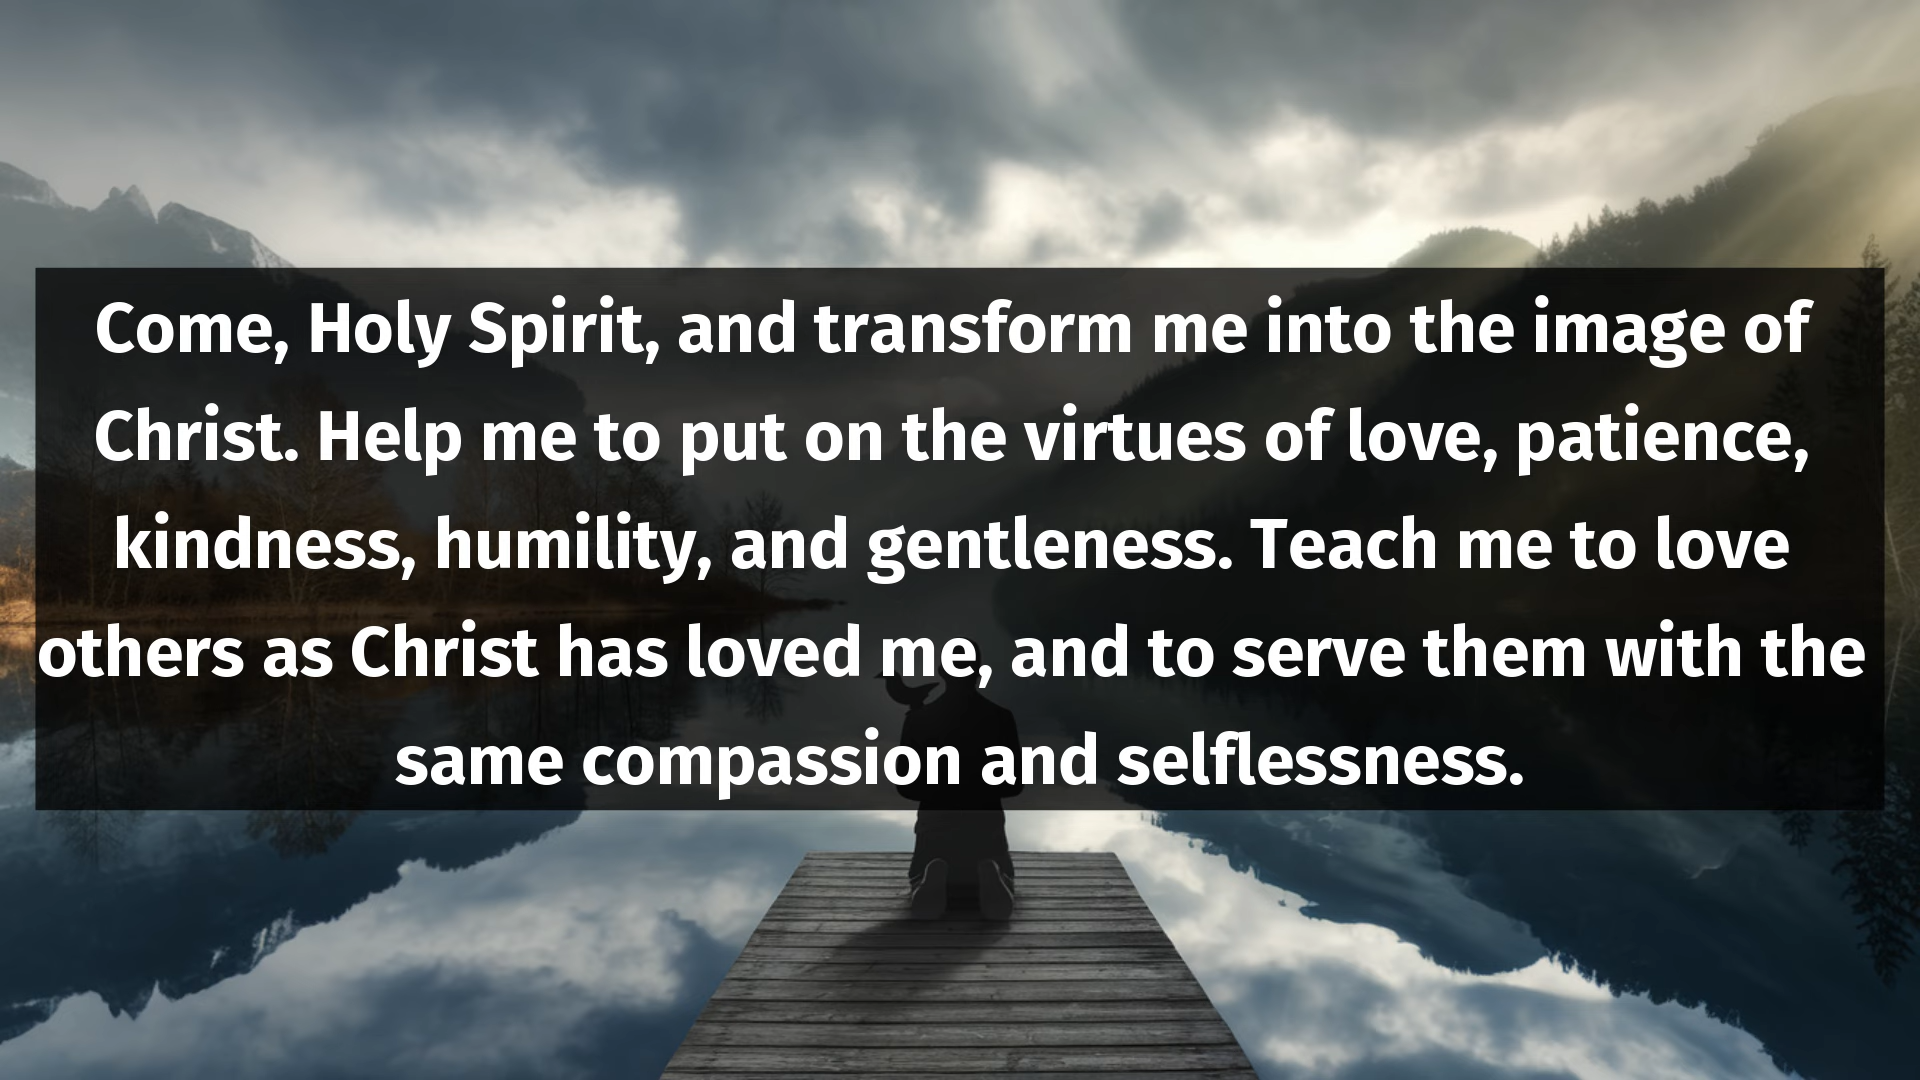 Come, Holy Spirit, and transform me into the image of
Christ. Help me to put on the virtues of love, patience,
kindness, humility, and gentleness. Teach me to love
others as Christ has loved me, and to serve them with the
same compassion and selflessness.